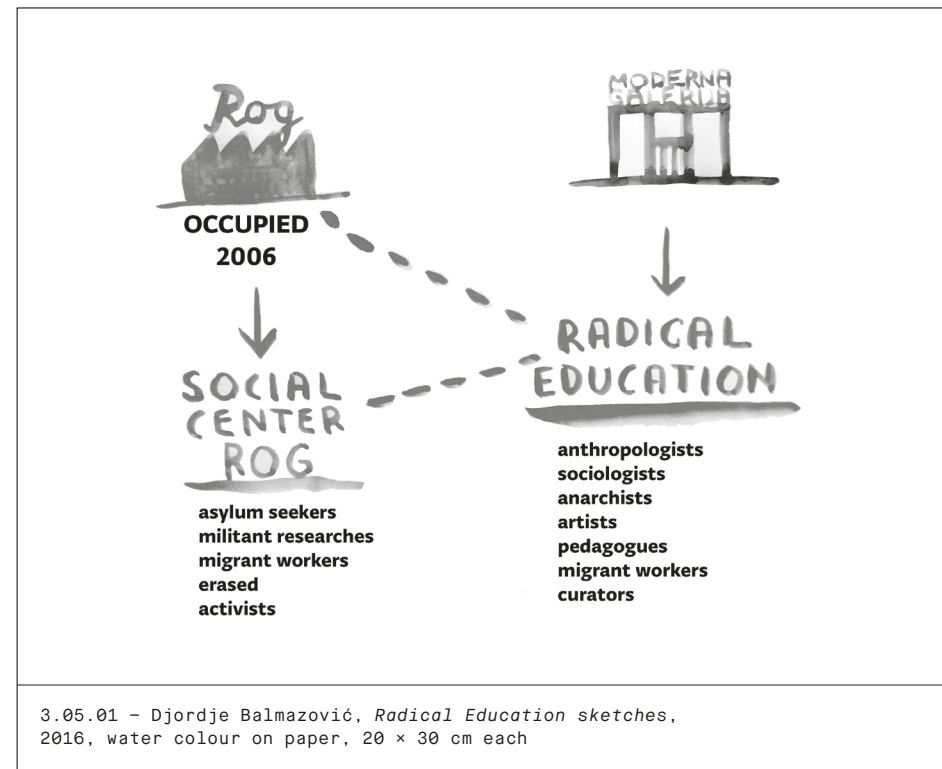 Rog
OCCUPIED
2006
SOCIAL
CENTER
ROG
asylum seekers
militant researches
migrant workers
erased
activists
MODERNA
GALERIJA
RADICAL
EDUCATION
anthropologists
sociologists
anarchists
artists
pedagogues
migrant workers
curators
3.05.01 – Djordje Balmazović, Radical Education sketches,
2016, water colour on paper, 20 × 30 cm each